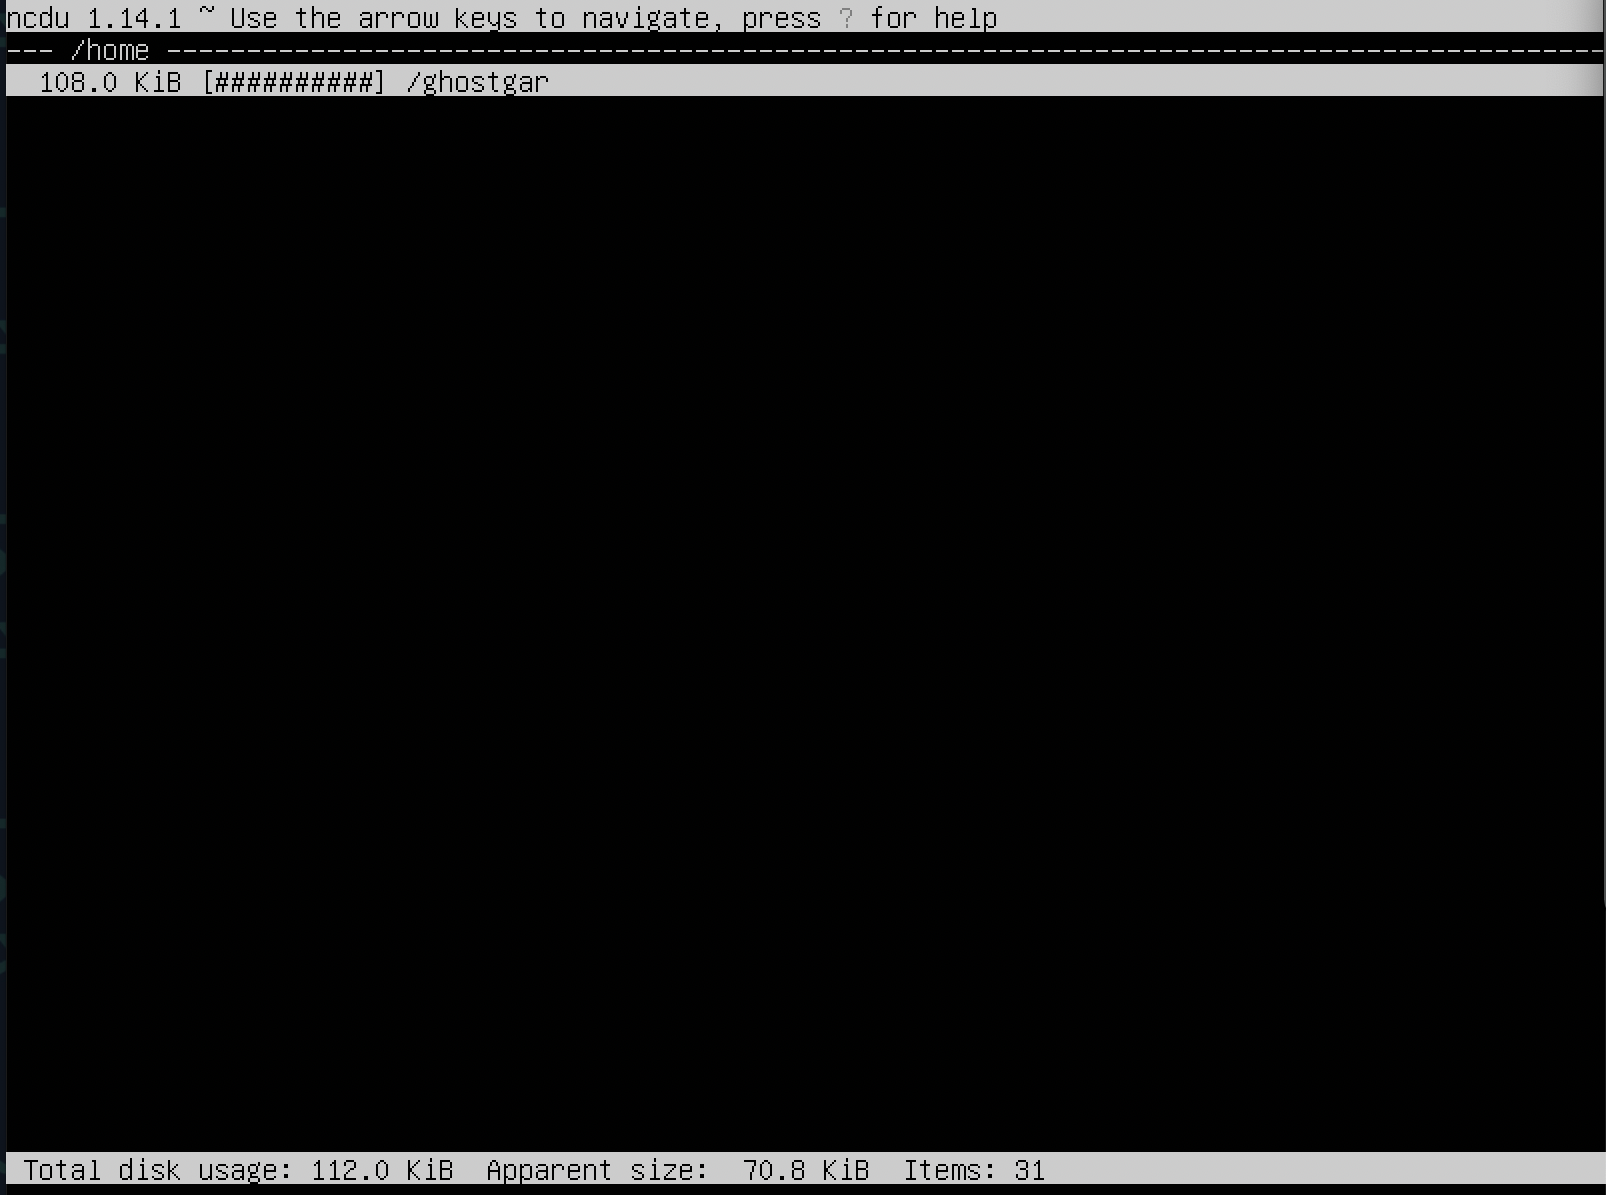 ncdu 1.14.1 ~ Use the arrow keys to navigate, press ? for help
--- /home ------------------------------------------------------------------------------------------
108.0 KiB [##########] /ghostgar
Total disk usage: 112.0 KiB  Apparent size:  70.8 KiB  Items: 31